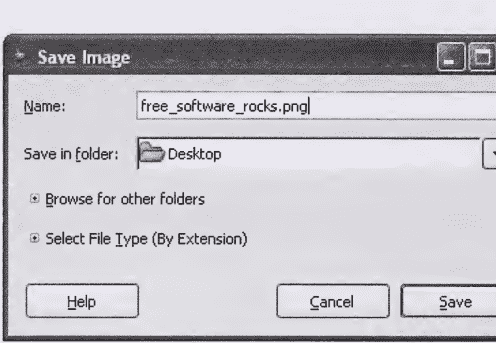 Save Image
Name: free_software_rocks.png
Save in folder: Desktop
Browse for other folders
Select File Type (By Extension)
Help Cancel Save